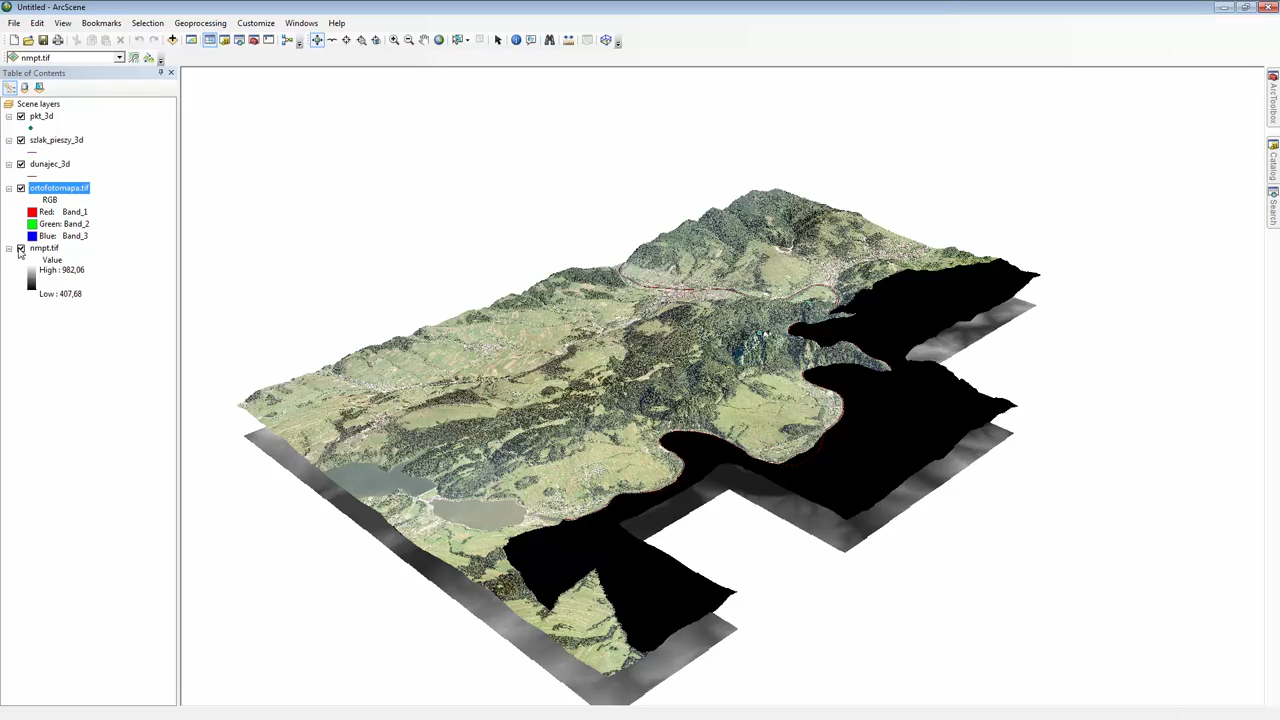 Untitled - ArcScene
File Edit View Bookmarks Selection Geoprocessing Customize Windows Help
nmpt.tif
Table of Contents
Scene layers
pkt_3d
szlak_pieszy_3d
dunajec_3d
ortofotomapa.tif
RGB
Red: Band_1
Green: Band_2
Blue: Band_3
nmpt.tif
Value
High : 982,06
Low : 407,68
ArcToolbox
Catalog
Search